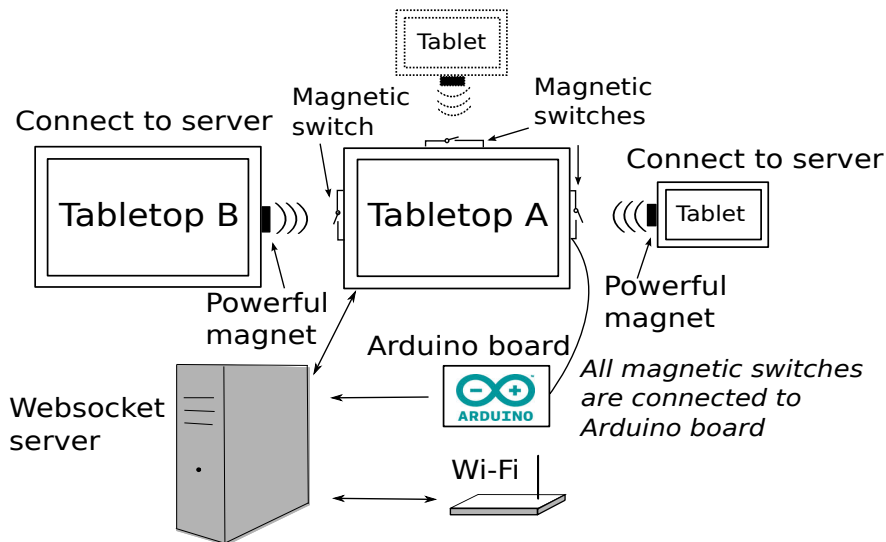 Tablet
Magnetic
switch
Magnetic
switches
Connect to server
Connect to server
Tabletop B
Tabletop A
Tablet
Powerful
magnet
Powerful
magnet
Arduino board
ARDUINO
All magnetic switches
are connected to
Arduino board
Websocket
server
Wi-Fi